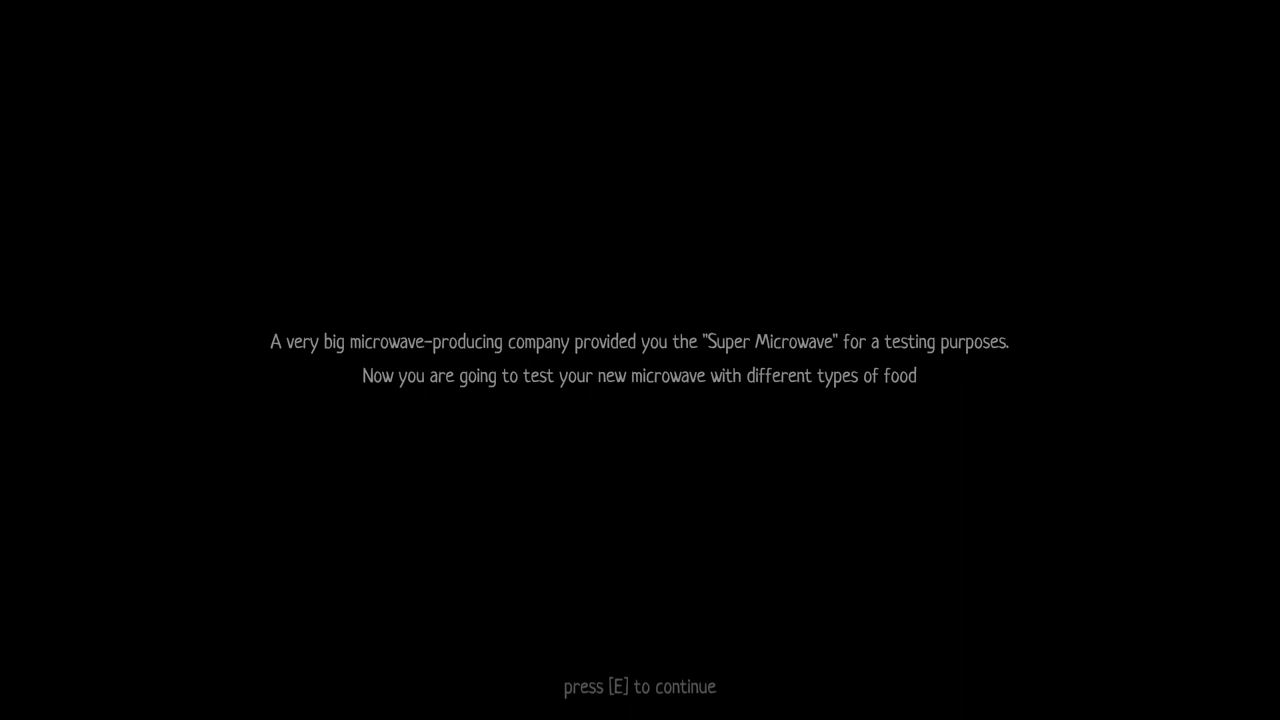 A very big microwave-producing company provided you the "Super Microwave" for a testing purposes.
Now you are going to test your new microwave with different types of food
press [E] to continue